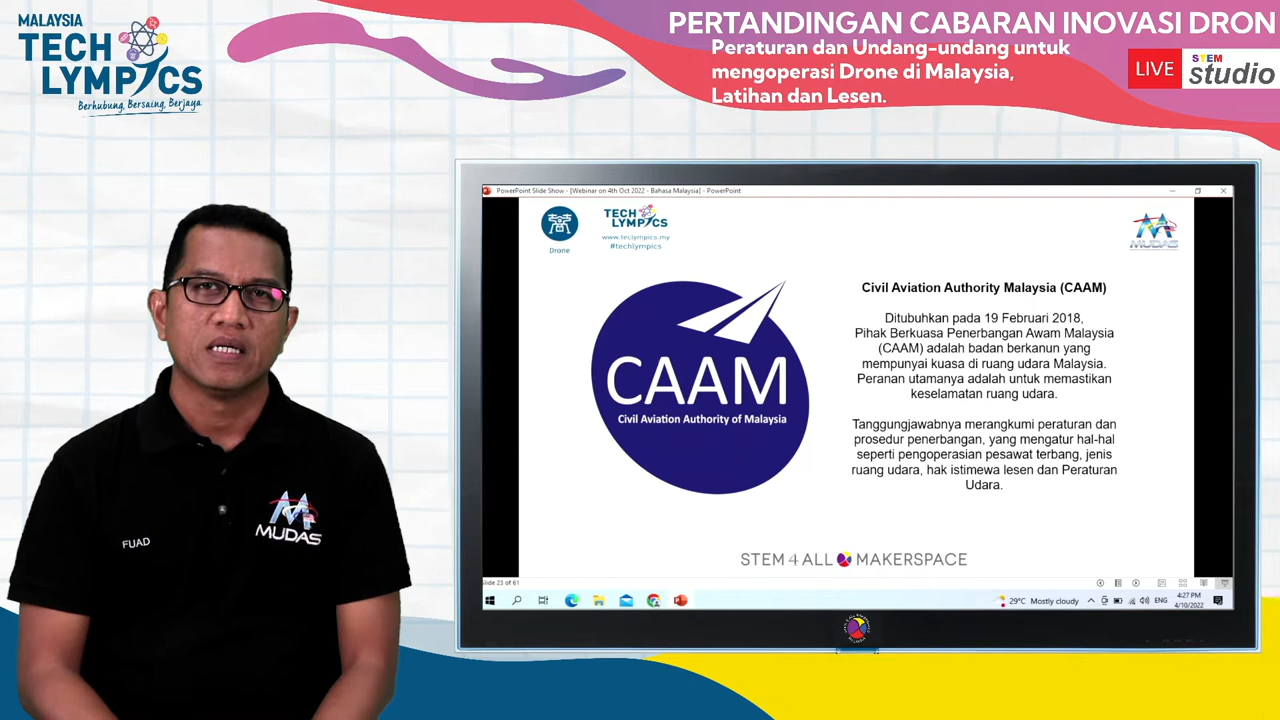 MALAYSIA
TECH
LYMPICS
Berhubung, Bersaing, Berjaya
PERTANDINGAN CABARAN INOVASI DRON
Peraturan dan Undang-undang untuk
mengoperasi Drone di Malaysia,
Latihan dan Lesen.
LIVE
STEM
studio
PowerPoint Slide Show - [Webinar on 4th Oct 2022 - Bahasa Malaysia] - PowerPoint
Drone
TECH
LYMPICS
www.teclympics.my
#techlympics
MUDAS
CAAM
Civil Aviation Authority of Malaysia
Civil Aviation Authority Malaysia (CAAM)
Ditubuhkan pada 19 Februari 2018,
Pihak Berkuasa Penerbangan Awam Malaysia
(CAAM) adalah badan berkanun yang
mempunyai kuasa di ruang udara Malaysia.
Peranan utamanya adalah untuk memastikan
keselamatan ruang udara.
Tanggungjawabnya merangkumi peraturan dan
prosedur penerbangan, yang mengatur hal-hal
seperti pengoperasian pesawat terbang, jenis
ruang udara, hak istimewa lesen dan Peraturan
Udara.
STEM 4 ALL MAKERSPACE
Slide 23 of 61
29°C Mostly cloudy
ENG
4:27 PM
4/10/2022
FUAD
MUDAS